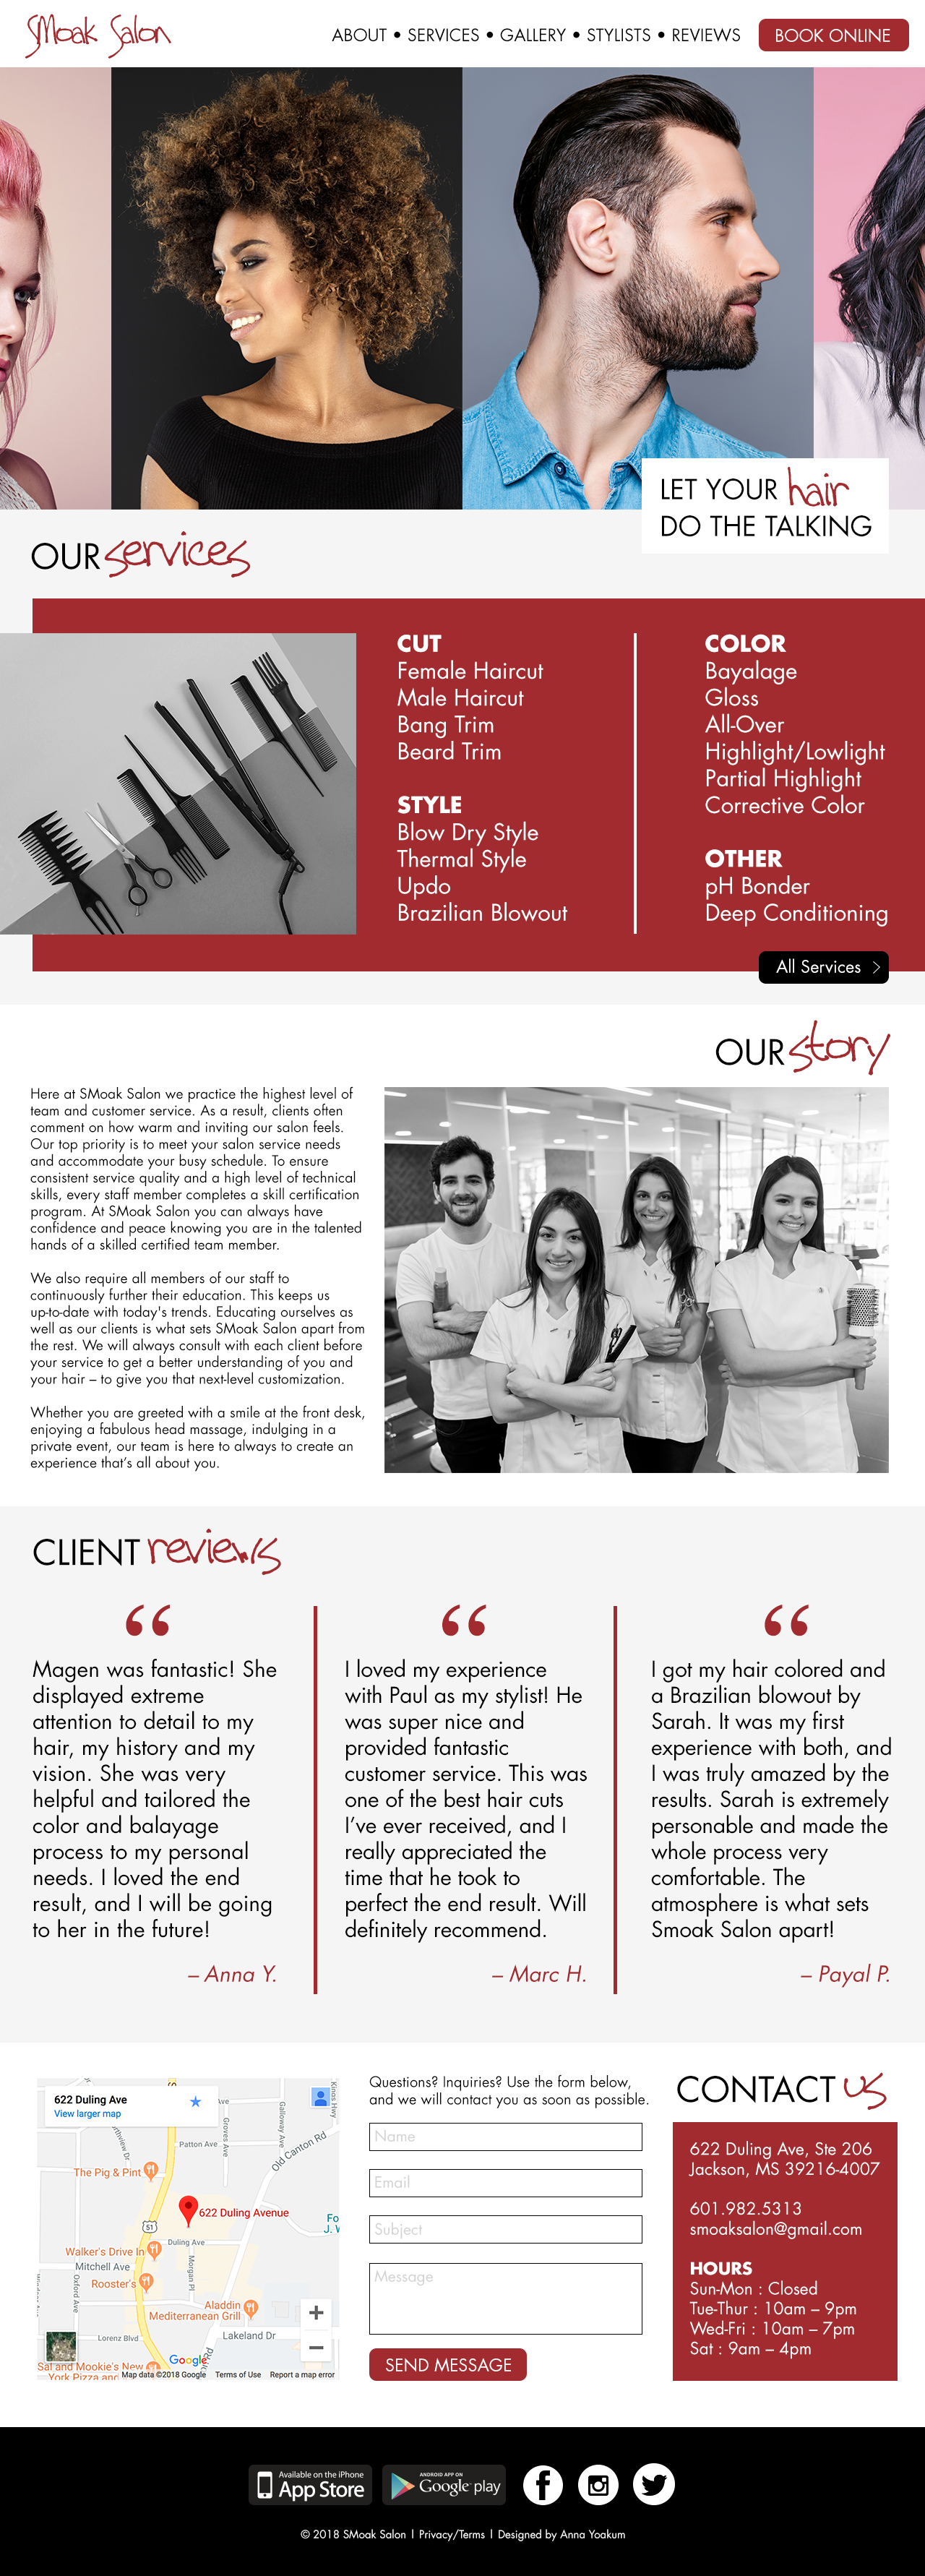 SMoak Salon
ABOUT • SERVICES • GALLERY • STYLISTS • REVIEWS
BOOK ONLINE
LET YOUR hair
DO THE TALKING
OUR services
CUT
Female Haircut
Male Haircut
Bang Trim
Beard Trim
STYLE
Blow Dry Style
Thermal Style
Updo
Brazilian Blowout
COLOR
Bayalage
Gloss
All-Over
Highlight/Lowlight
Partial Highlight
Corrective Color
OTHER
pH Bonder
Deep Conditioning
All Services >
OUR story
Here at SMoak Salon we practice the highest level of
team and customer service. As a result, clients often
comment on how warm and inviting our salon feels.
Our top priority is to meet your salon service needs
and accommodate your busy schedule. To ensure
consistent service quality and a high level of technical
skills, every staff member completes a skill certification
program. At SMoak Salon you can always have
confidence and peace knowing you are in the talented
hands of a skilled certified team member.
We also require all members of our staff to
continuously further their education. This keeps us
up-to-date with today's trends. Educating ourselves as
well as our clients is what sets SMoak Salon apart from
the rest. We will always consult with each client before
your service to get a better understanding of you and
your hair – to give you that next-level customization.
Whether you are greeted with a smile at the front desk,
enjoying a fabulous head massage, indulging in a
private event, our team is here to always to create an
experience that's all about you.
CLIENT reviews
“
Magen was fantastic! She
displayed extreme
attention to detail to my
hair, my history and my
vision. She was very
helpful and tailored the
color and balayage
process to my personal
needs. I loved the end
result, and I will be going
to her in the future!
– Anna Y.
“
I loved my experience
with Paul as my stylist! He
was super nice and
provided fantastic
customer service. This was
one of the best hair cuts
I've ever received, and I
really appreciated the
time that he took to
perfect the end result. Will
definitely recommend.
– Marc H.
“
I got my hair colored and
a Brazilian blowout by
Sarah. It was my first
experience with both, and
I was truly amazed by the
results. Sarah is extremely
personable and made the
whole process very
comfortable. The
atmosphere is what sets
Smoak Salon apart!
– Payal P.
622 Duling Ave
View larger map
Kings Hwy
Groves Ave
Galloway Ave
Old Canton Rd
Patton Ave
The Pig & Pint
622 Duling Avenue
51
Duling Ave
Walker's Drive In
Mitchell Ave
Rooster's
Oxford Ave
Morgan Pl
Aladdin
Mediterranean Grill
Lorenz Blvd
Lakeland Dr
Sal and Mookie's New
York Pizza and
Google
Map data ©2018 Google Terms of Use Report a map error
Questions? Inquiries? Use the form below,
and we will contact you as soon as possible.
Name
Email
Subject
Message
SEND MESSAGE
CONTACT us
622 Duling Ave, Ste 206
Jackson, MS 39216-4007
601.982.5313
smoaksalon@gmail.com
HOURS
Sun-Mon : Closed
Tue-Thur : 10am – 9pm
Wed-Fri : 10am – 7pm
Sat : 9am – 4pm
Available on the iPhone
App Store
ANDROID APP ON
Google play
© 2018 SMoak Salon | Privacy/Terms | Designed by Anna Yoakum